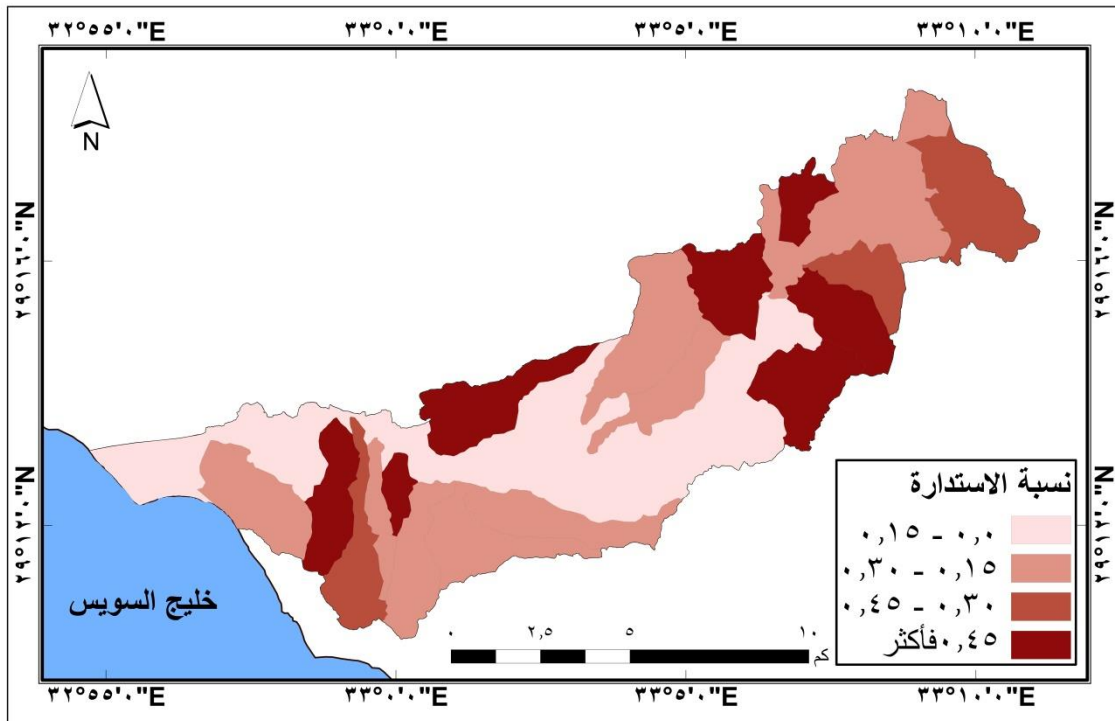 ٣٢°٥٥'٠"E ٣٣°٠'٠"E ٣٣°٥'٠"E ٣٣°١٠'٠"E
N
٢٩°١٦'٠"N
٢٩°١٦'٠"N
٢٩°١٢'٠"N
٢٩°١٢'٠"N
نسبة الاستدارة
٠,٠ - ٠,١٥
٠,١٥ - ٠,٣٠
٠,٣٠ - ٠,٤٥
٠,٤٥ فأكثر
خليج السويس
٠ ٢,٥ ٥ ١٠
كم
٣٢°٥٥'٠"E ٣٣°٠'٠"E ٣٣°٥'٠"E ٣٣°١٠'٠"E